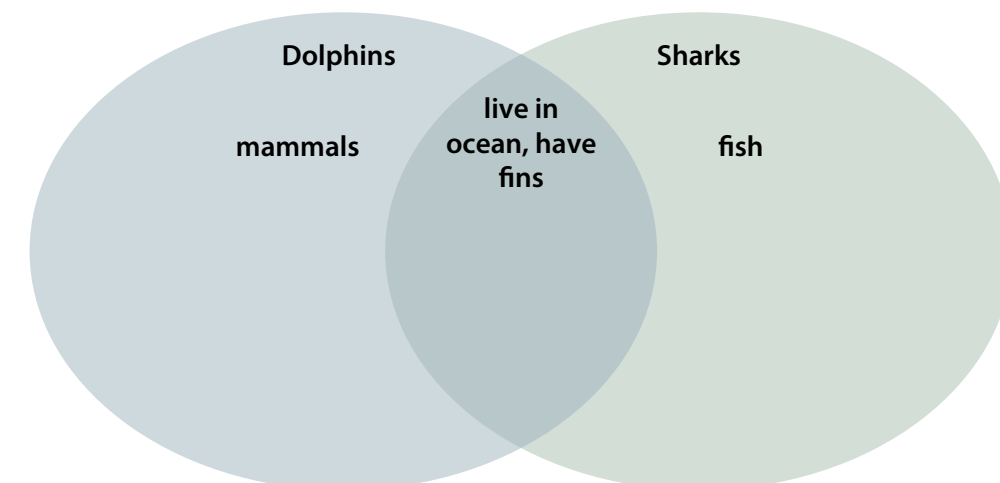 Dolphins
Sharks
mammals
live in
ocean, have
fins
fish